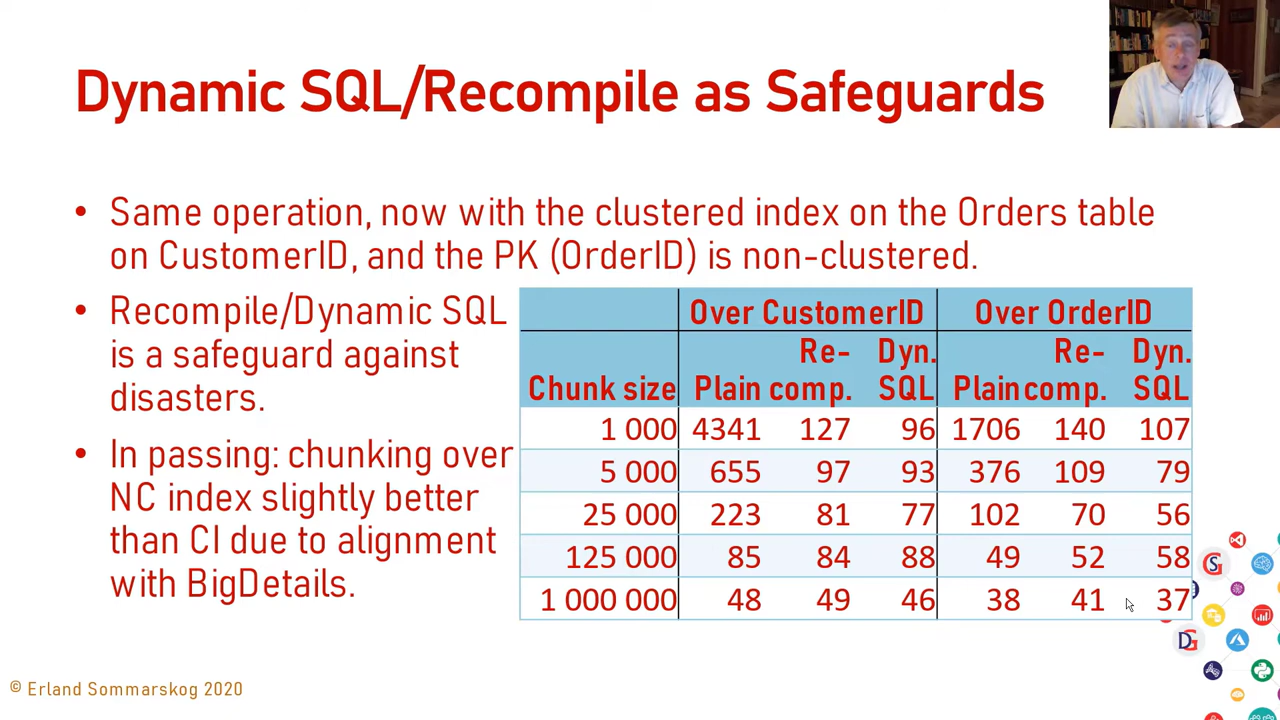 Dynamic SQL/Recompile as Safeguards
• Same operation, now with the clustered index on the Orders table
on CustomerID, and the PK (OrderID) is non-clustered.
• Recompile/Dynamic SQL
is a safeguard against
disasters.
• In passing: chunking over
NC index slightly better
than CI due to alignment
with BigDetails.
Over CustomerID Over OrderID
Re- Dyn. Re- Dyn.
Chunk size Plain comp. SQL Plain comp. SQL
1 000 4341 127 96 1706 140 107
5 000 655 97 93 376 109 79
25 000 223 81 77 102 70 56
125 000 85 84 88 49 52 58
1 000 000 48 49 46 38 41 37
G
S
D
G
© Erland Sommarskog 2020